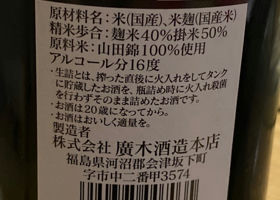 原材料名:米(国産)、米麹(国産米)
精米歩合:麹米40%掛米50%
原料米:山田錦100%使用
アルコール分16度
・生詰とは、搾った直後に火入れをしてタンク
に貯蔵したお酒を、瓶詰め時に火入れ殺菌
を行わずそのまま詰めたお酒です。
・お酒は20歳になってから。
・お酒はおいしく適量を。
製造者
株式会社 廣木酒造本店
福島県河沼郡会津坂下町
字市中二番甲3574